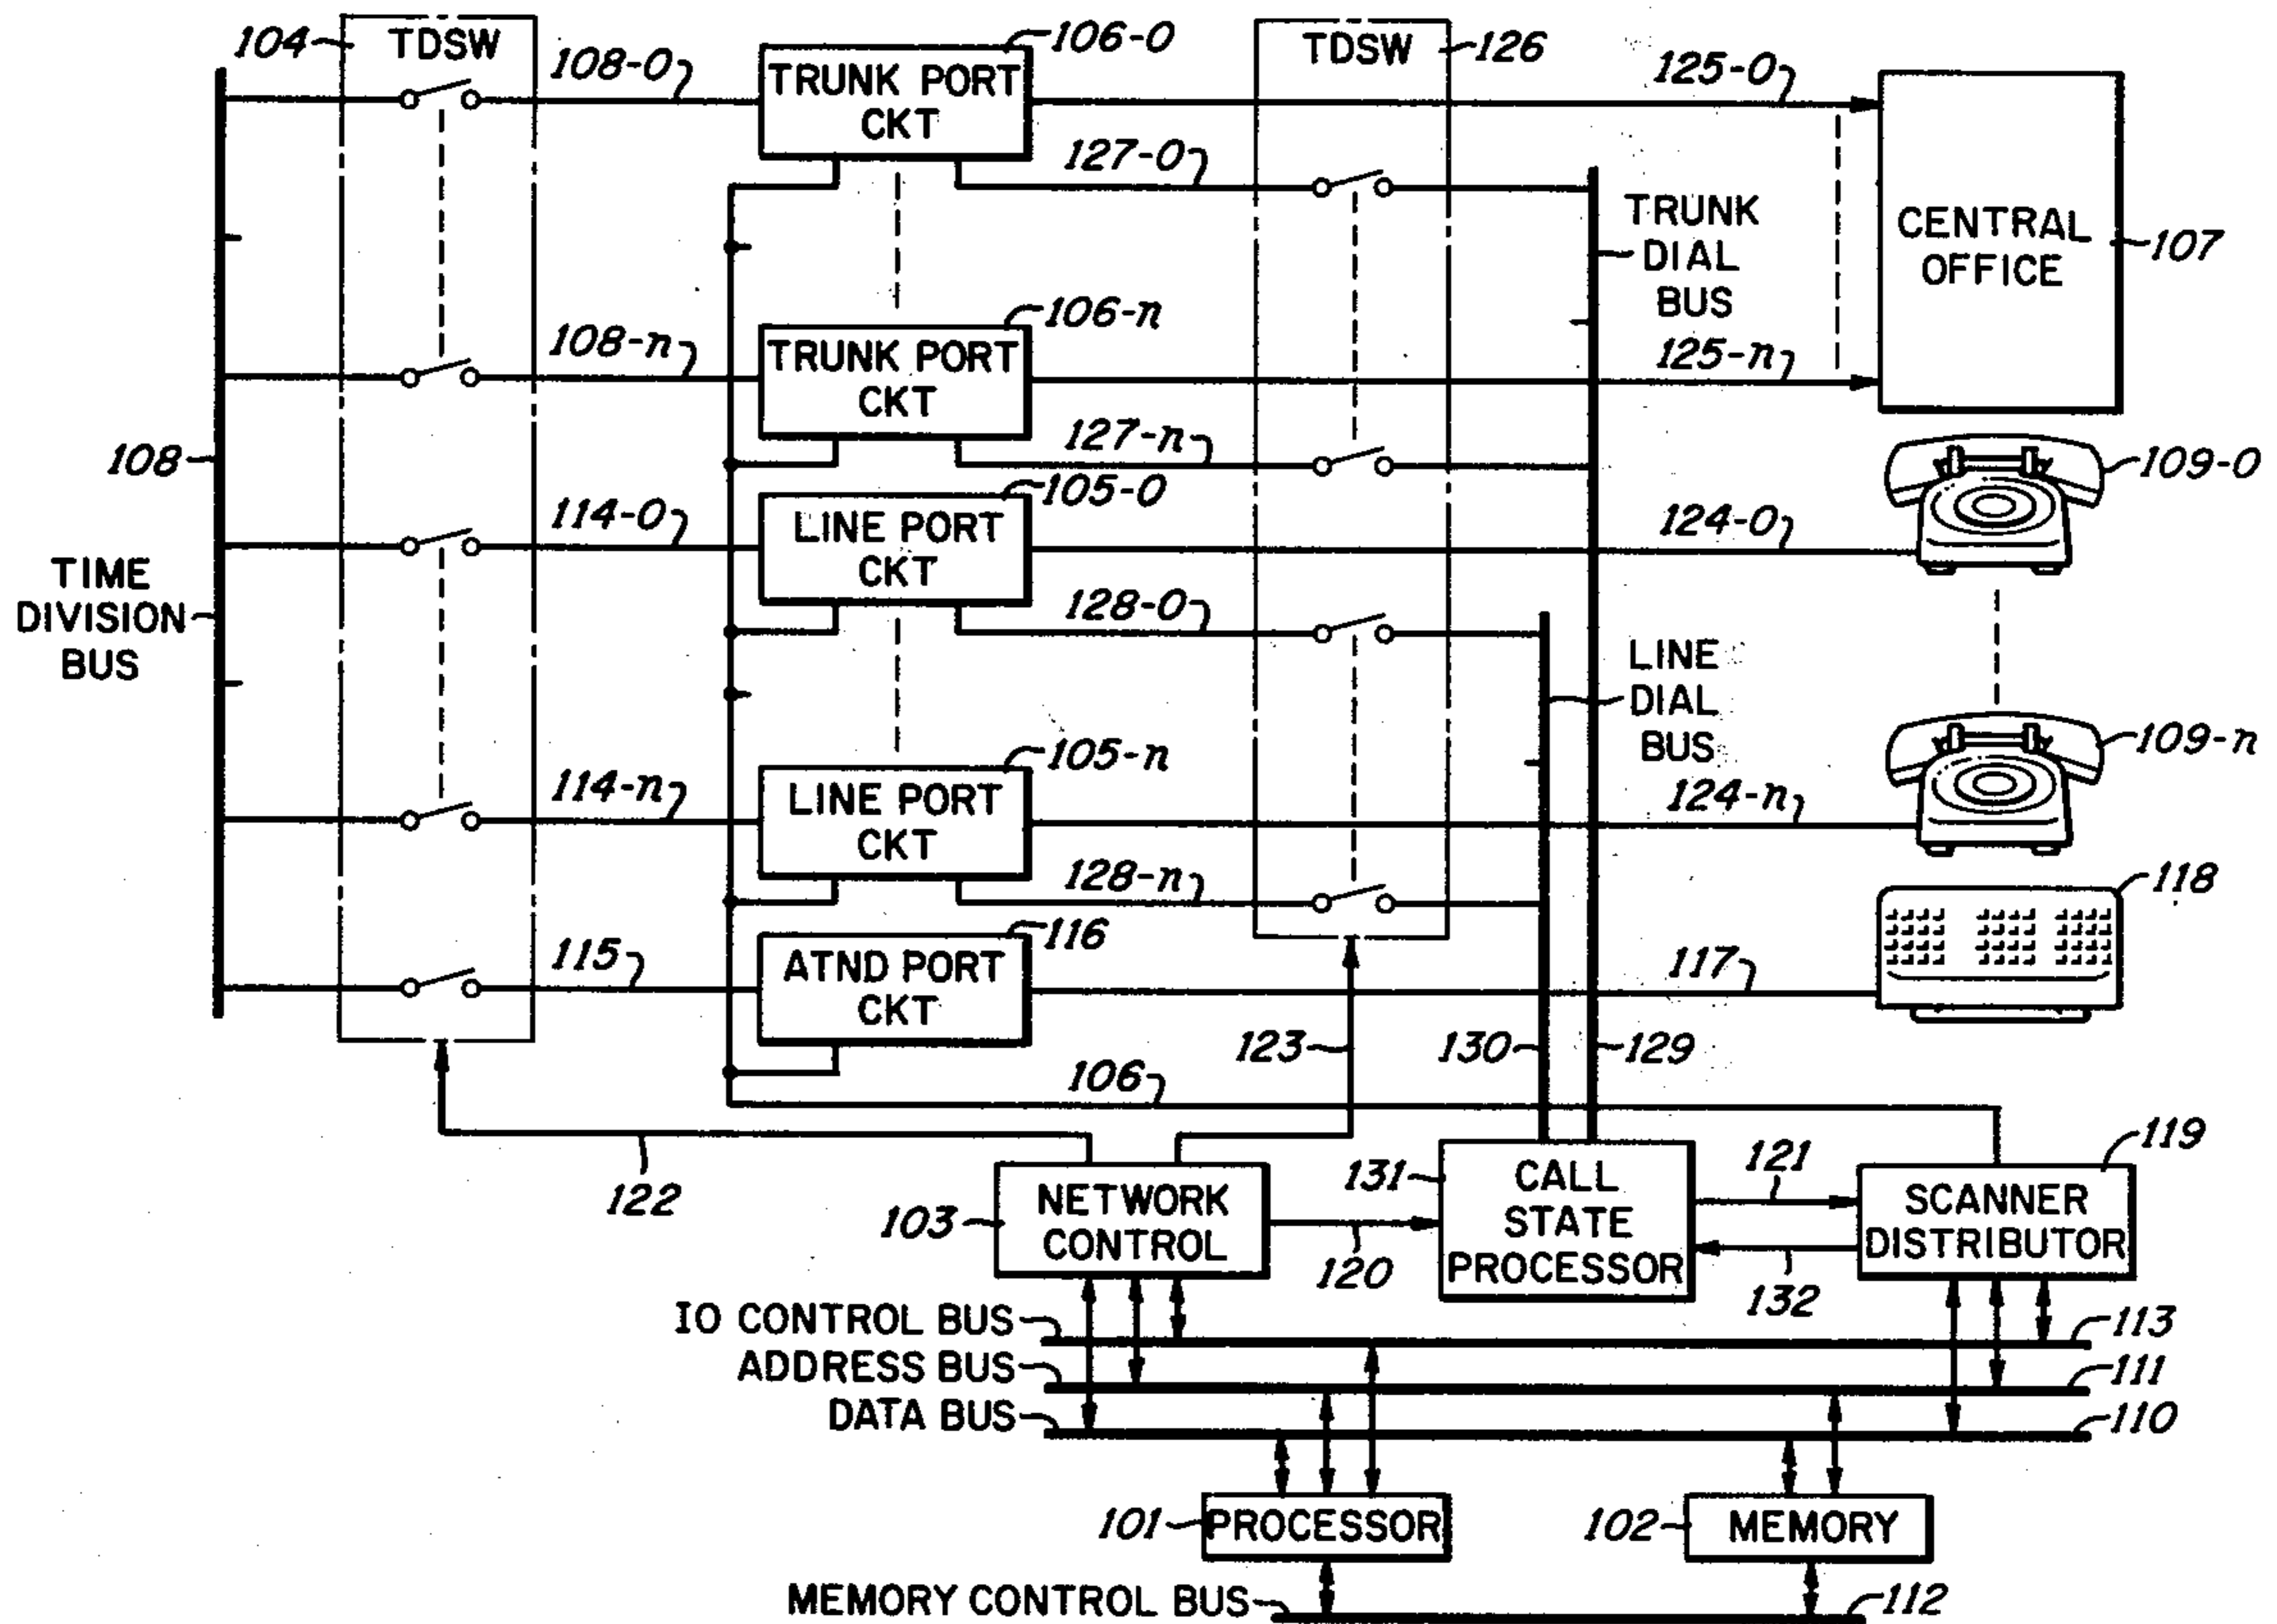 104
TDSW
108-0
106-0
TRUNK PORT
CKT
TDSW
126
125-0
127-0
TRUNK
DIAL
BUS
CENTRAL
OFFICE
107
108-n
106-n
TRUNK PORT
CKT
125-n
127-n
108
109-0
105-0
114-0
LINE PORT
CKT
124-0
TIME
DIVISION
BUS
128-0
LINE
DIAL
BUS
109-n
105-n
114-n
LINE PORT
CKT
124-n
128-n
118
116
115
ATND PORT
CKT
117
123
130
129
106
122
103
NETWORK
CONTROL
120
131
CALL
STATE
PROCESSOR
121
132
119
SCANNER
DISTRIBUTOR
IO CONTROL BUS
113
ADDRESS BUS
111
DATA BUS
110
101
PROCESSOR
102
MEMORY
MEMORY CONTROL BUS
112